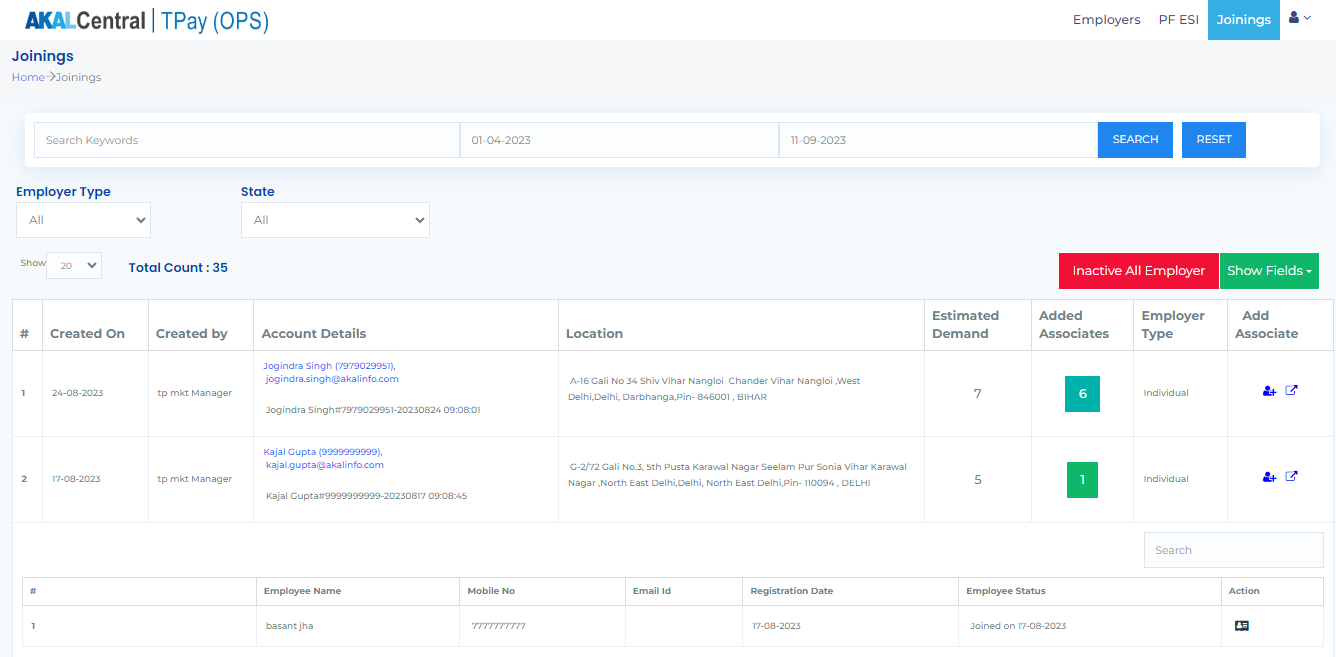 AKALCentral | TPay (OPS)
Employers PF ESI Joinings
Joinings
Home->Joinings
Search Keywords 01-04-2023 11-09-2023 SEARCH RESET
Employer Type State
All All
Show 20 Total Count : 35 Inactive All Employer Show Fields
# Created On Created by Account Details Location Estimated Demand Added Associates Employer Type Add Associate
1 24-08-2023 tp mkt Manager Jogindra Singh (7979029951),
jogindra.singh@akalinfo.com
Jogindra Singh#7979029951-20230824 09:08:01
A-16 Gali No 34 Shiv Vihar Nangloi Chander Vihar Nangloi ,West
Delhi,Delhi, Darbhanga,Pin- 846001 , BIHAR
7 6 Individual
2 17-08-2023 tp mkt Manager Kajal Gupta (9999999999),
kajal.gupta@akalinfo.com
Kajal Gupta#9999999999-20230817 09:08:45
G-2/72 Gali No.3, 5th Pusta Karawal Nagar Seelam Pur Sonia Vihar Karawal
Nagar ,North East Delhi,Delhi, North East Delhi,Pin- 110094 , DELHI
5 1 Individual
Search
# Employee Name Mobile No Email Id Registration Date Employee Status Action
1 basant jha 7777777777 17-08-2023 Joined on 17-08-2023